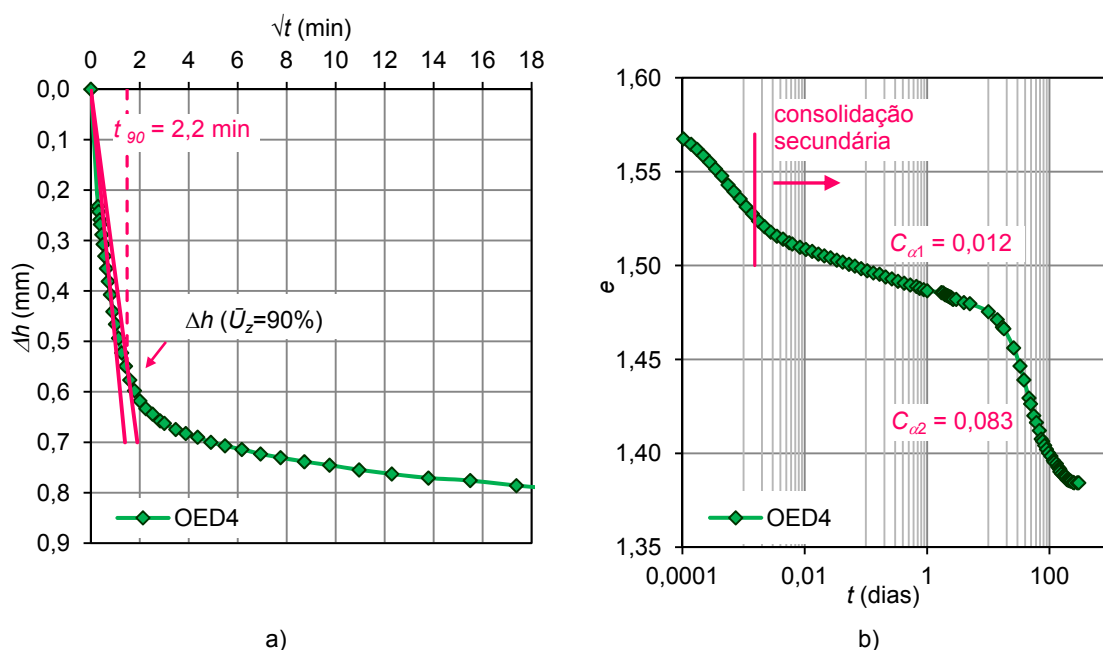 √t (min)
0 2 4 6 8 10 12 14 16 18
0,0
0,1
0,2
0,3
0,4
0,5
0,6
0,7
0,8
0,9
Δh (mm)
t 90 = 2,2 min
Δh (Ūz=90%)
OED4
a)
1,60
1,55
1,50
1,45
1,40
1,35
e
consolidação
secundária
Cα1 = 0,012
Cα2 = 0,083
OED4
0,0001 0,01 1 100
t (dias)
b)